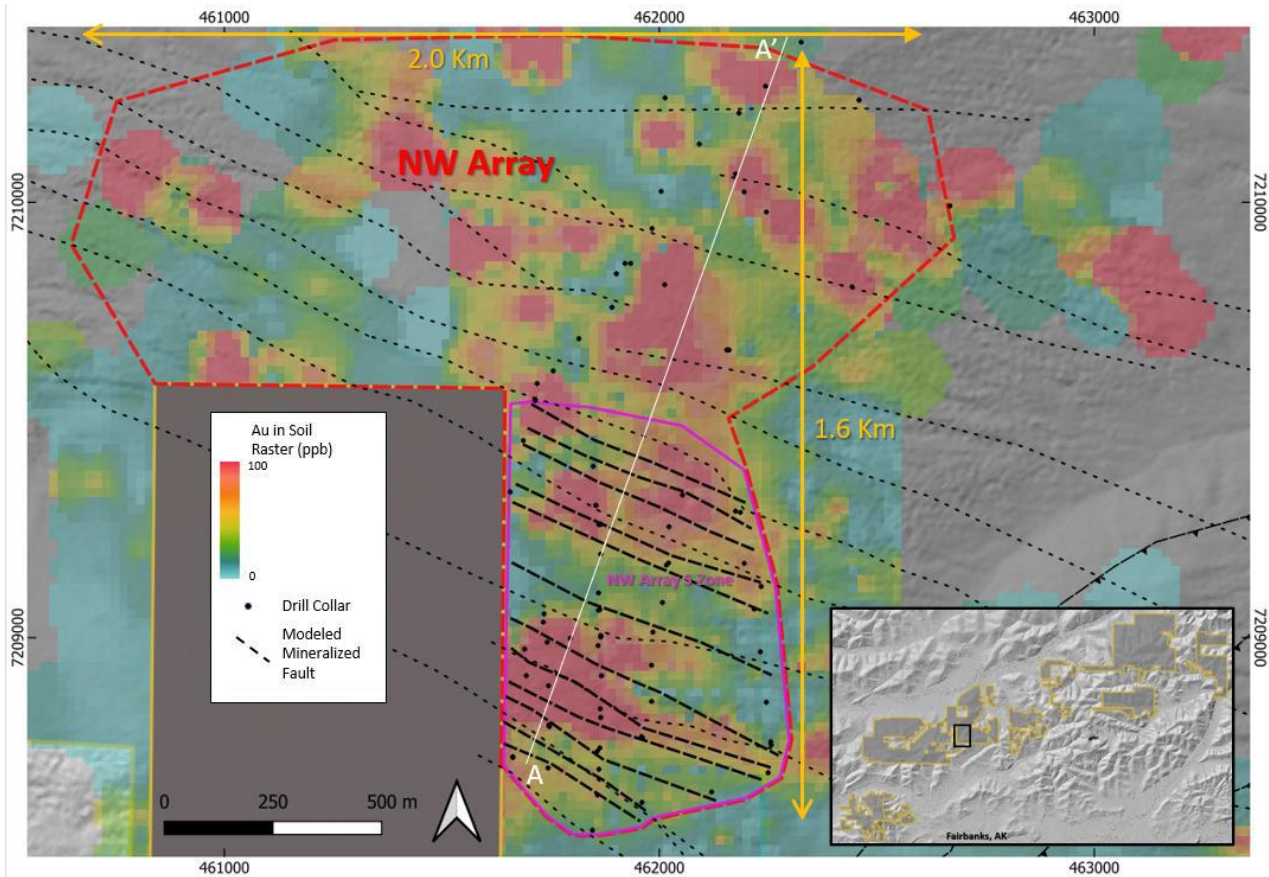 461000 462000 463000
2.0 Km
A'
NW Array
7210000
7210000
1.6 Km
Au in Soil
Raster (ppb)
100
0
Drill Collar
Modeled
Mineralized
Fault
NW Array S Zone
7209000
7209000
A
0 250 500 m
Fairbanks, AK
461000 462000 463000